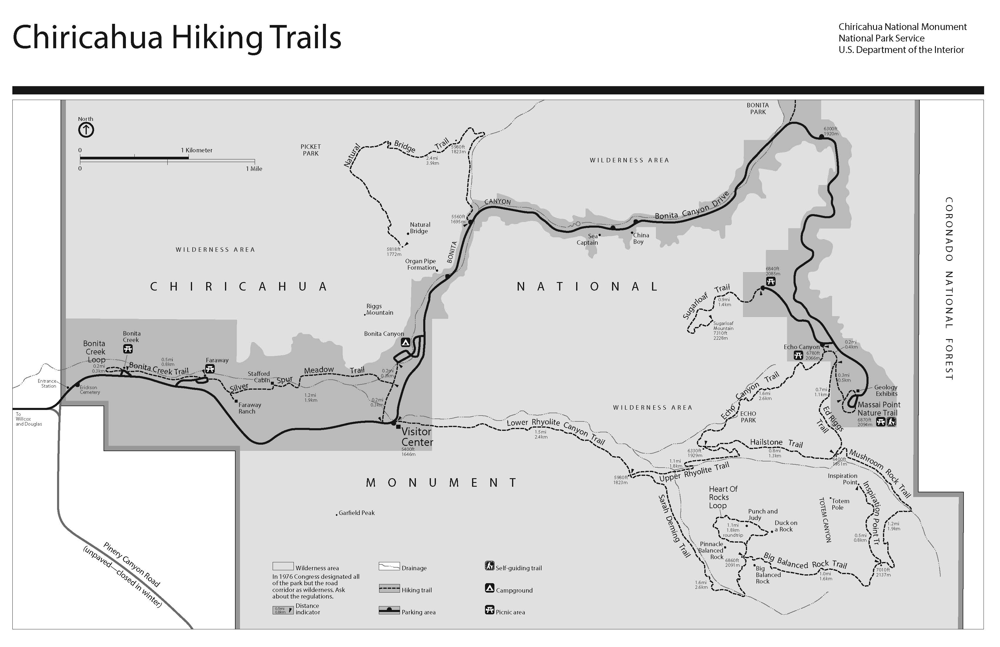 Chiricahua Hiking Trails
Chiricahua National Monument
National Park Service
U.S. Department of the Interior
North
0
1 Kilometer
0
1 Mile
PICKET
PARK
Natural Bridge Trail
2.4mi
3.9km
5980ft
1823m
WILDERNESS AREA
BONITA
PARK
6300ft
1920m
CANYON
Bonita Canyon Drive
5560ft
1695m
Natural
Bridge
5818ft
1772m
Sea
Captain
China
Boy
BONITA
WILDERNESS AREA
Organ Pipe
Formation
CORONADO NATIONAL FOREST
CHIRICAHUA
NATIONAL
6840ft
2085m
Sugarloaf Trail
0.9mi
1.4km
Sugarloaf
Mountain
7310ft
2228m
Riggs
Mountain
Bonita Canyon
Bonita
Creek
Bonita
Creek
Loop
0.2mi
0.3km
Bonita Creek Trail
0.5mi
0.8km
Faraway
Stafford
Cabin
Silver Spur Meadow Trail
1.2mi
1.9km
0.2mi
0.3km
0.2mi
0.3km
Entrance
Station
Erickson
Cemetery
Faraway
Ranch
To
Willcox
and Douglas
Visitor
Center
5400ft
1646m
Echo Canyon
6780ft
2066m
0.2mi
0.4km
0.3mi
0.5km
0.7mi
1.1km
Geology
Exhibits
Massai Point
Nature Trail
6870ft
2094m
Echo Canyon Trail
1.6mi
2.6km
ECHO
PARK
WILDERNESS AREA
Ed Riggs
Trail
Lower Rhyolite Canyon Trail
1.5mi
2.4km
Hailstone Trail
0.8mi
1.3km
6330ft
1929m
6400ft
1951m
Mushroom Rock Trail
1.1mi
1.8km
Upper Rhyolite Trail
5980ft
1823m
MONUMENT
Inspiration
Point
Inspiration Point Tr
Totem
Pole
TOTEM CANYON
Heart Of
Rocks
Loop
Punch and
Judy
Duck on
a Rock
1.1mi
1.8km
roundtrip
Pinnacle
Balanced
Rock
6860ft
2091m
Big Balanced Rock Trail
Big
Balanced
Rock
1.0mi
1.6km
0.5mi
0.8km
1.2mi
1.9km
7010ft
2137m
Sarah Deming Trail
1.6mi
2.6km
Garfield Peak
Pinery Canyon Road
(unpaved—closed in winter)
Wilderness area
In 1976 Congress designated all
of the park but the road
corridor as wilderness. Ask
about the regulations.
0.5mi
0.8km
Distance
indicator
Drainage
Hiking trail
Parking area
Self-guiding trail
Campground
Picnic area